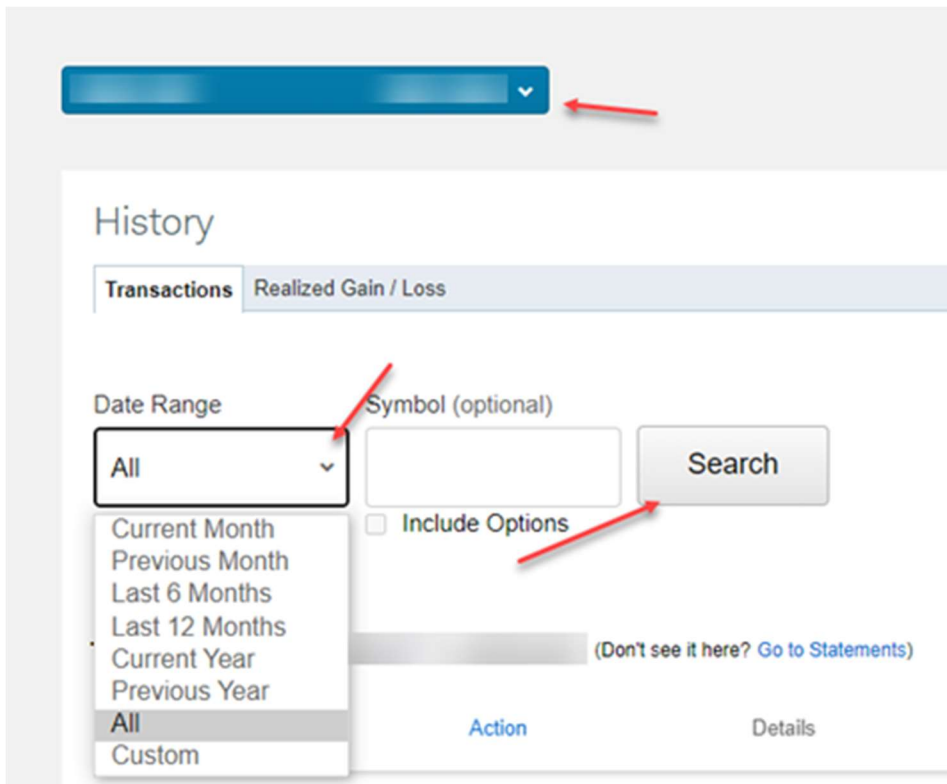 History
Transactions Realized Gain / Loss
Date Range Symbol (optional)
All Search
Include Options
Current Month
Previous Month
Last 6 Months
Last 12 Months
Current Year
Previous Year
All
Custom
(Don't see it here? Go to Statements)
Action Details